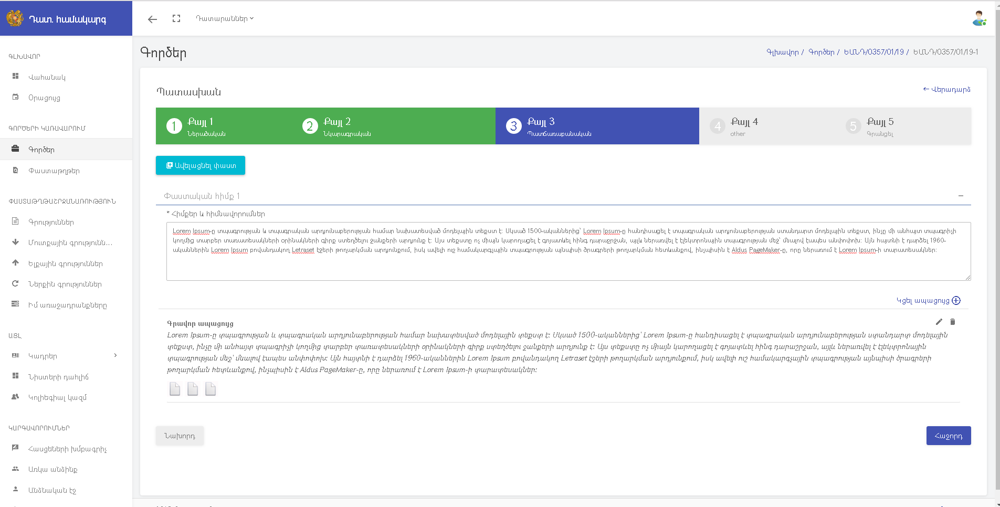 Դատ. համակարգ
Դատարաններ
ԳԼԽԱՎՈՐ
Վահանակ
Օրացույց
ԳՈՐԾԵՐԻ ԿԱՌԱՎԱՐՈՒՄ
Գործեր
Փաստաթղթեր
ՓԱՍՏԱԹՂԹԱՇՐՋԱՆԱՌՈՒԹՅՈՒՆ
Գրություններ
Մուտքային գրությունն...
Ելքային գրություններ
Ներքին գրություններ
Իմ առաջադրանքները
ԱՅԼ
Կադրեր
Նիստերի դահլիճ
Կոլիեգիալ կազմ
ԿԱՐԳԱՎՈՐՈՒՄՆԵՐ
Հասցեների խմբագրիչ
Առկա անձինք
Անձնական էջ
Գործեր
Գլխավոր / Գործեր / ԵԱՆԴ/0357/01/19 / ԵԱՆԴ/0357/01/19-1
Պատասխան
← Վերադարձ
1 Քայլ 1
Ներածական
2 Քայլ 2
Նկարագրական
3 Քայլ 3
Պատճառաբանական
4 Քայլ 4
other
5 Քայլ 5
Գրանցել
Ավելացնել փաստ
Փաստական հիմք 1
* Հիմքեր և հիմնավորումներ
Lorem Ipsum-ը տպագրության և տպագրական արդյունաբերության համար նախատեսված մոդելային տեքստ է: Սկսած 1500-ականներից՝ Lorem Ipsum-ը հանդիսացել է տպագրական արդյունաբերության ստանդարտ մոդելային տեքստ, ինչը մի անհայտ տպագրիչի
կողմից տարբեր տառատեսակների օրինակների գիրք ստեղծելու ջանքերի արդյունք է: Այս տեքստը ոչ միայն կարողացել է գոյատևել հինգ դարաշրջան, այլև ներառվել է էլեկտրոնային տպագրության մեջ՝ մնալով էապես անփոփոխ: Այն հայտնի է դարձել 1960-
ականներին Lorem Ipsum բովանդակող Letraset էջերի թողարկման արդյունքում, իսկ ավելի ուշ համակարգչային տպագրության այնպիսի ծրագրերի թողարկման հետևանքով, ինչպիսին է Aldus PageMaker-ը, որը ներառում է Lorem Ipsum-ի տարատեսակներ:
Կցել ապացույց
Գրավոր ապացույց
Lorem Ipsum-ը տպագրության և տպագրական արդյունաբերության համար նախատեսված մոդելային տեքստ է: Սկսած 1500-ականներից՝ Lorem Ipsum-ը հանդիսացել է տպագրական արդյունաբերության ստանդարտ մոդելային
տեքստ, ինչը մի անհայտ տպագրիչի կողմից տարբեր տառատեսակների օրինակների գիրք ստեղծելու ջանքերի արդյունք է: Այս տեքստը ոչ միայն կարողացել է գոյատևել հինգ դարաշրջան, այլև ներառվել է էլեկտրոնային
տպագրության մեջ՝ մնալով էապես անփոփոխ: Այն հայտնի է դարձել 1960-ականներին Lorem Ipsum բովանդակող Letraset էջերի թողարկման արդյունքում, իսկ ավելի ուշ համակարգչային տպագրության այնպիսի ծրագրերի
թողարկման հետևանքով, ինչպիսին է Aldus PageMaker-ը, որը ներառում է Lorem Ipsum-ի տարատեսակներ:
Նախորդ
Հաջորդ